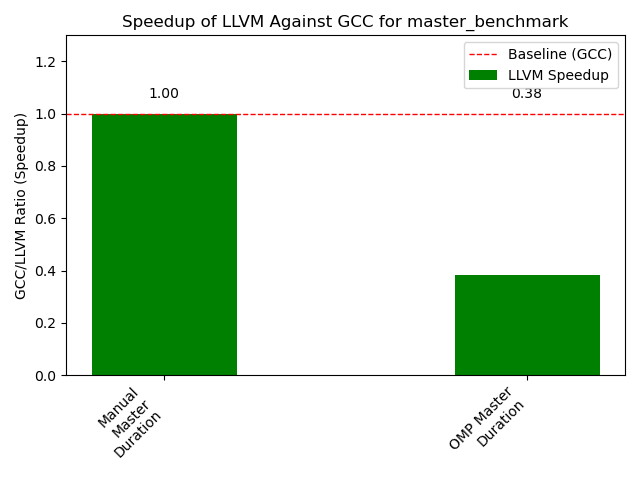 Speedup of LLVM Against GCC for master_benchmark
GCC/LLVM Ratio (Speedup)
1.2
1.0
0.8
0.6
0.4
0.2
0.0
Baseline (GCC)
LLVM Speedup
1.00
0.38
Manual
Master
Duration
OMP Master
Duration